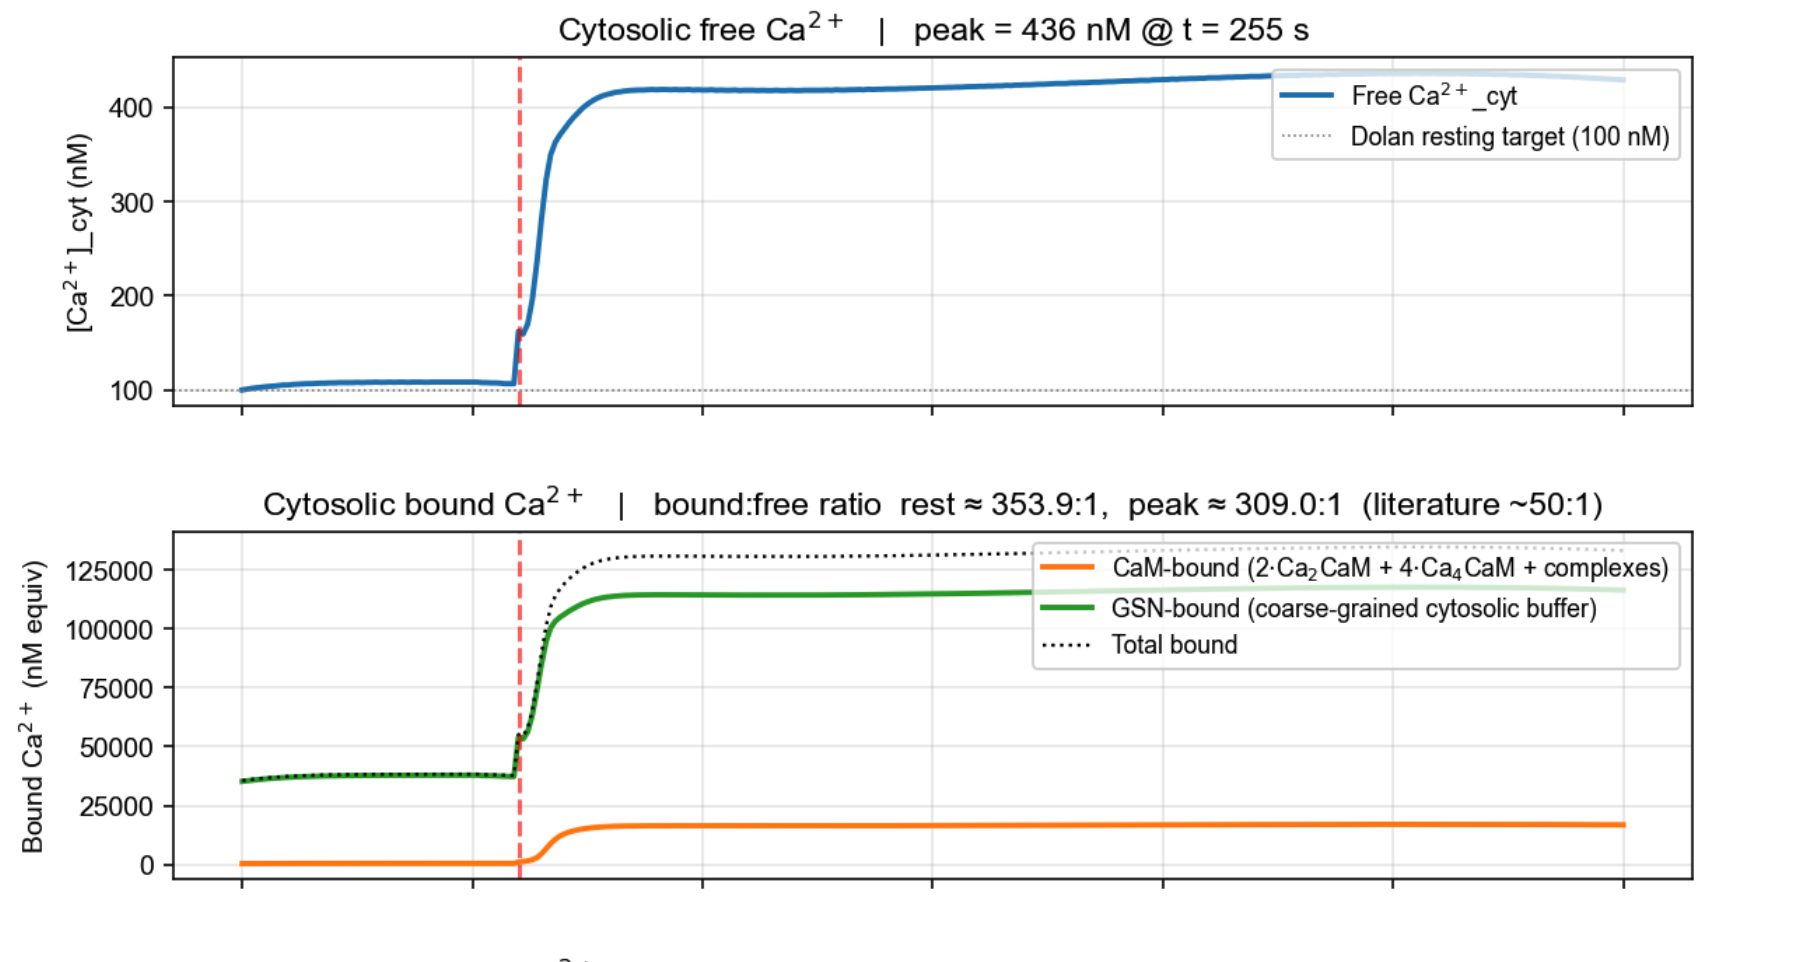 Cytosolic free Ca²⁺ | peak = 436 nM @ t = 255 s
[Ca²⁺]_cyt (nM)
400
300
200
100
Free Ca²⁺_cyt
Dolan resting target (100 nM)
Cytosolic bound Ca²⁺ | bound:free ratio rest ≈ 353.9:1, peak ≈ 309.0:1 (literature ~50:1)
Bound Ca²⁺ (nM equiv)
125000
100000
75000
50000
25000
0
CaM-bound (2·Ca₂CaM + 4·Ca₄CaM + complexes)
GSN-bound (coarse-grained cytosolic buffer)
Total bound